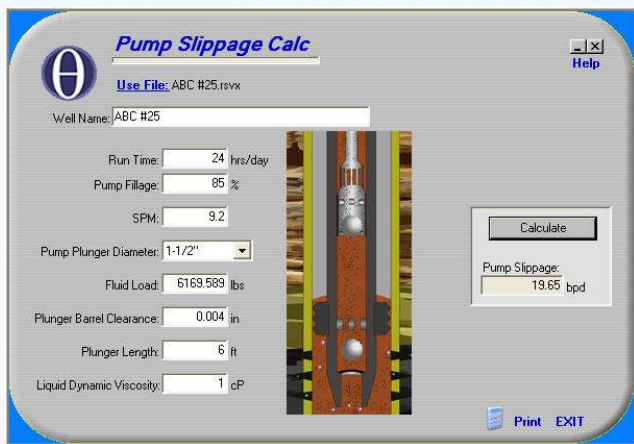 Pump Slippage Calc
Help
Use File: ABC #25.rsvx
Well Name: ABC #25
Run Time: 24 hrs/day
Pump Fillage: 85 %
SPM: 9.2
Pump Plunger Diameter: 1-1/2"
Fluid Load: 6169.589 lbs
Plunger Barrel Clearance: 0.004 in
Plunger Length: 6 ft
Liquid Dynamic Viscosity: 1 cP
Calculate
Pump Slippage:
19.65 bpd
Print EXIT